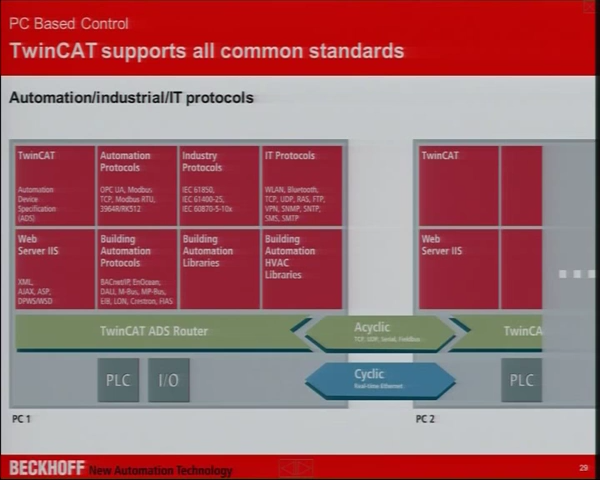 PC Based Control
TwinCAT supports all common standards
Automation/industrial/IT protocols
TwinCAT
Automation
Device
Specification
(ADS)
Automation
Protocols
OPC UA, Modbus
TCP, Modbus RTU,
3964R/RK512
Industry
Protocols
IEC 61850,
IEC 61400-25,
IEC 60870-5-10x
IT Protocols
WLAN, Bluetooth,
TCP, UDP, RAS, FTP,
VPN, SNMP, SNTP,
SMS, SMTP
TwinCAT
Web
Server IIS
XML,
AJAX, ASP,
DPWS/WSD
Building
Automation
Protocols
BACnet/IP, EnOcean,
DALI, M-Bus, MP-Bus,
EIB, LON, Crestron, HAS
Building
Automation
Libraries
Building
Automation
HVAC
Libraries
Web
Server IIS
TwinCAT ADS Router
Acyclic
TCP, UDP, Serial, Fieldbus...
TwinCA
PLC
I/O
Cyclic
Real-time Ethernet
PLC
PC 1
PC 2
BECKHOFF New Automation Technology
29